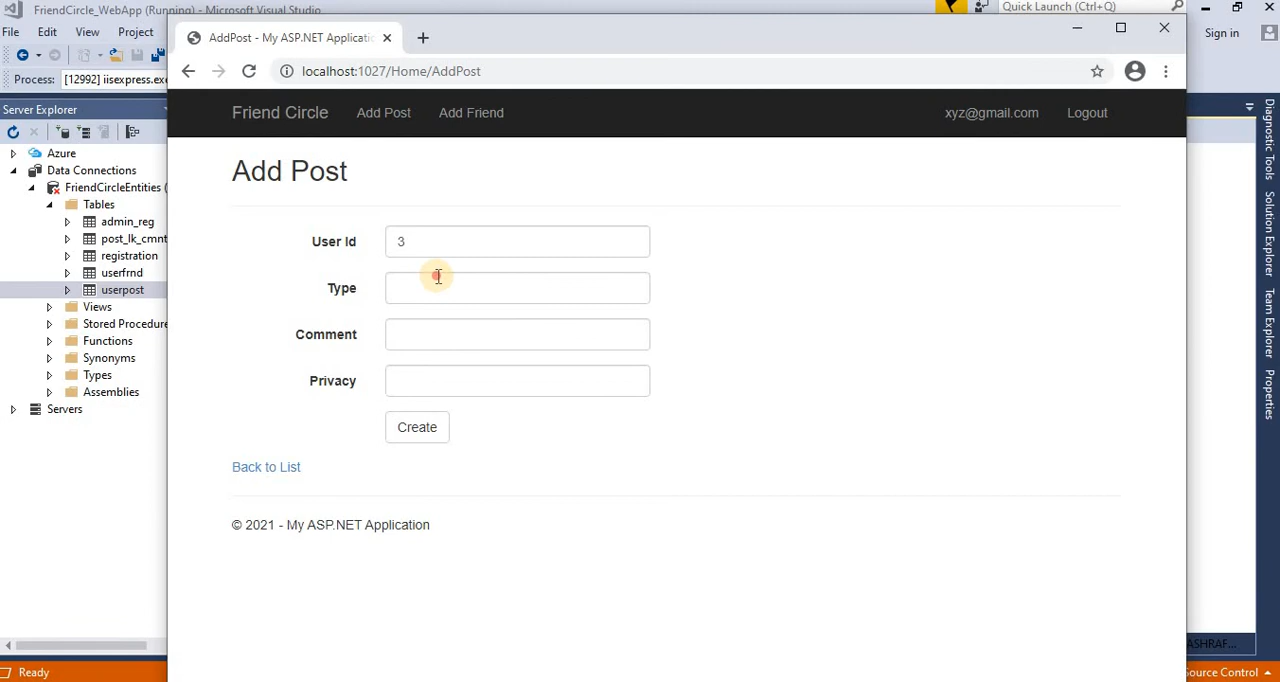 FriendCircle_WebApp (Running) - Microsoft Visual Studio
Quick Launch (Ctrl+Q)
File Edit View Project
Sign in
AddPost - My ASP.NET Applicatic
localhost:1027/Home/AddPost
Process: [12992] iisexpress.exe
Server Explorer
Azure
Data Connections
FriendCircleEntities (
Tables
admin_reg
post_lk_cmnt
registration
userfrnd
userpost
Views
Stored Procedure
Functions
Synonyms
Types
Assemblies
Servers
Friend Circle Add Post Add Friend xyz@gmail.com Logout
Add Post
User Id 3
Type
Comment
Privacy
Create
Back to List
© 2021 - My ASP.NET Application
Diagnostic Tools
Solution Explorer
Team Explorer
Properties
ASHRAF...
Ready
Source Control